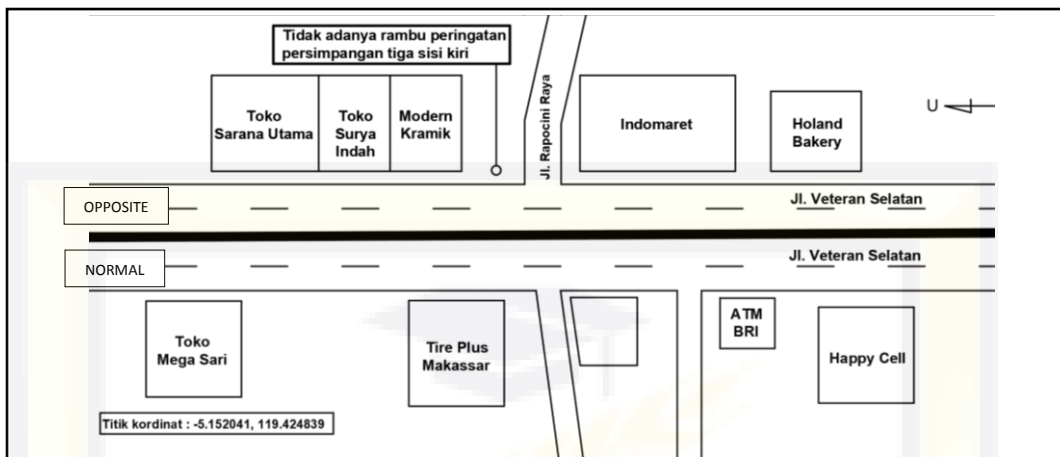 Tidak adanya rambu peringatan
persimpangan tiga sisi kiri
Jl. Rapocini Raya
Toko
Sarana Utama
Toko
Surya
Indah
Modern
Kramik
Indomaret
Holand
Bakery
U
OPPOSITE
Jl. Veteran Selatan
NORMAL
Jl. Veteran Selatan
Toko
Mega Sari
Tire Plus
Makassar
ATM
BRI
Happy Cell
Titik kordinat : -5.152041, 119.424839